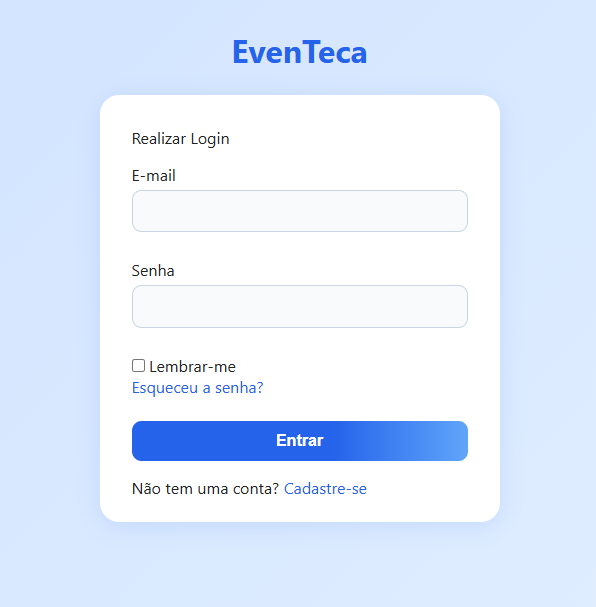 EvenTeca
Realizar Login
E-mail
Senha
Lembrar-me
Esqueceu a senha?
Entrar
Não tem uma conta? Cadastre-se